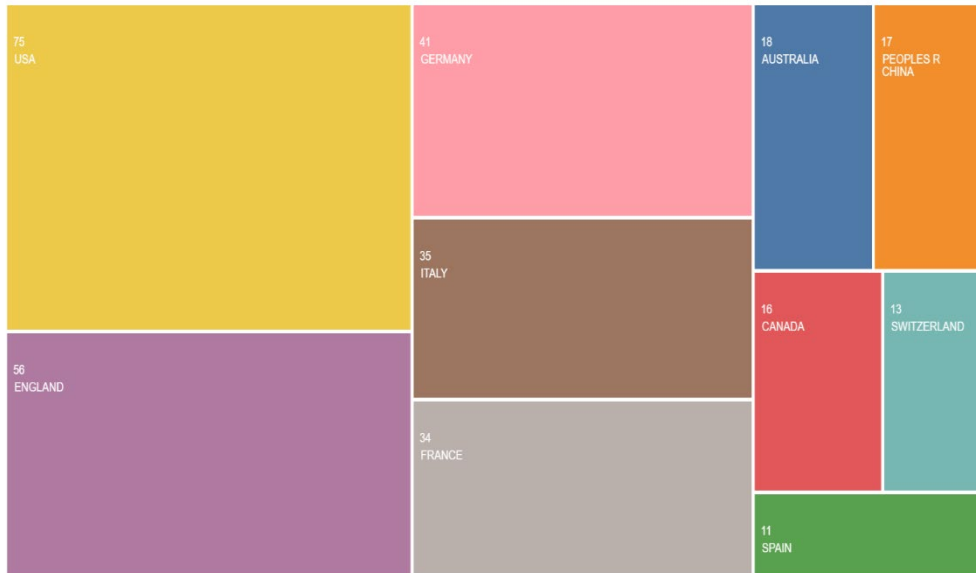 75
USA
56
ENGLAND
41
GERMANY
35
ITALY
34
FRANCE
18
AUSTRALIA
17
PEOPLES R
CHINA
16
CANADA
13
SWITZERLAND
11
SPAIN